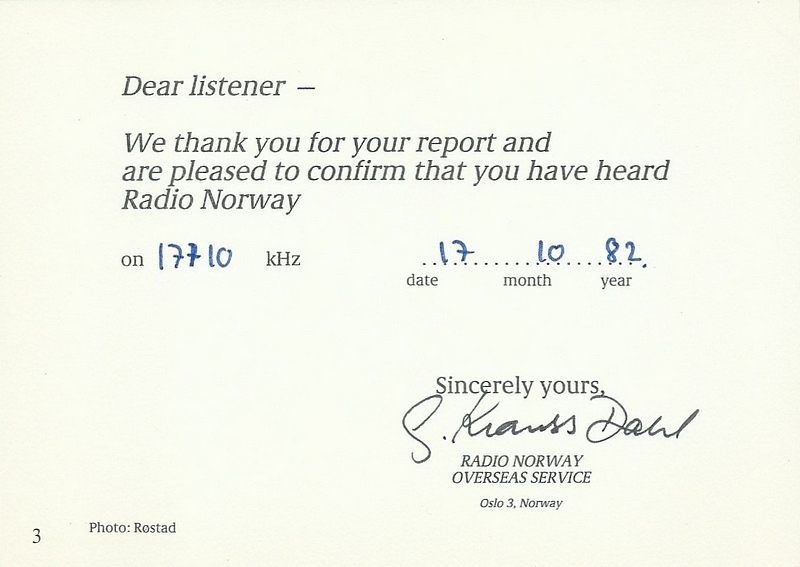 Dear listener –
We thank you for your report and
are pleased to confirm that you have heard
Radio Norway
on 17710 kHz ..17.......10....82.
date month year
Sincerely yours,
G. Krauss Dahl
RADIO NORWAY
OVERSEAS SERVICE
Oslo 3, Norway
Photo: Røstad
3